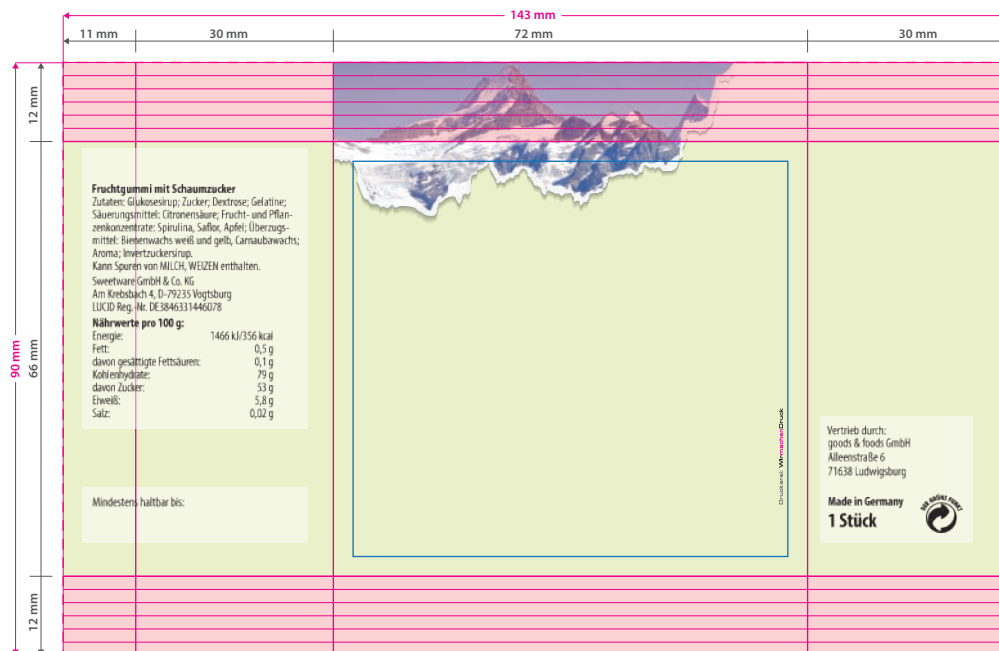 143 mm
11 mm
30 mm
72 mm
30 mm
12 mm
90 mm
66 mm
12 mm
Fruchtgummi mit Schaumzucker
Zutaten: Glukosesirup; Zucker; Dextrose; Gelatine;
Säuerungsmittel: Citronensäure; Frucht- und Pflan-
zenkonzentrate: Spirulina, Saflor, Apfel; Überzugs-
mittel: Bienenwachs weiß und gelb, Carnaubawachs;
Aroma; Invertzuckersirup.
Kann Spuren von MILCH, WEIZEN enthalten.
Sweetware GmbH & Co. KG
Am Krebsbach 4, D-79235 Vogtsburg
LUCID Reg.-Nr. DE3846331446078
Nährwerte pro 100 g:
Energie: 1466 kJ/356 kcal
Fett: 0,5 g
davon gesättigte Fettsäuren: 0,1 g
Kohlenhydrate: 79 g
davon Zucker: 53 g
Eiweiß: 5,8 g
Salz: 0,02 g
Mindestens haltbar bis:
Druckerei: WIRmachenDRUCK
Vertrieb durch:
goods & foods GmbH
Alleenstraße 6
71638 Ludwigsburg
Made in Germany
1 Stück
DER GRÜNE PUNKT